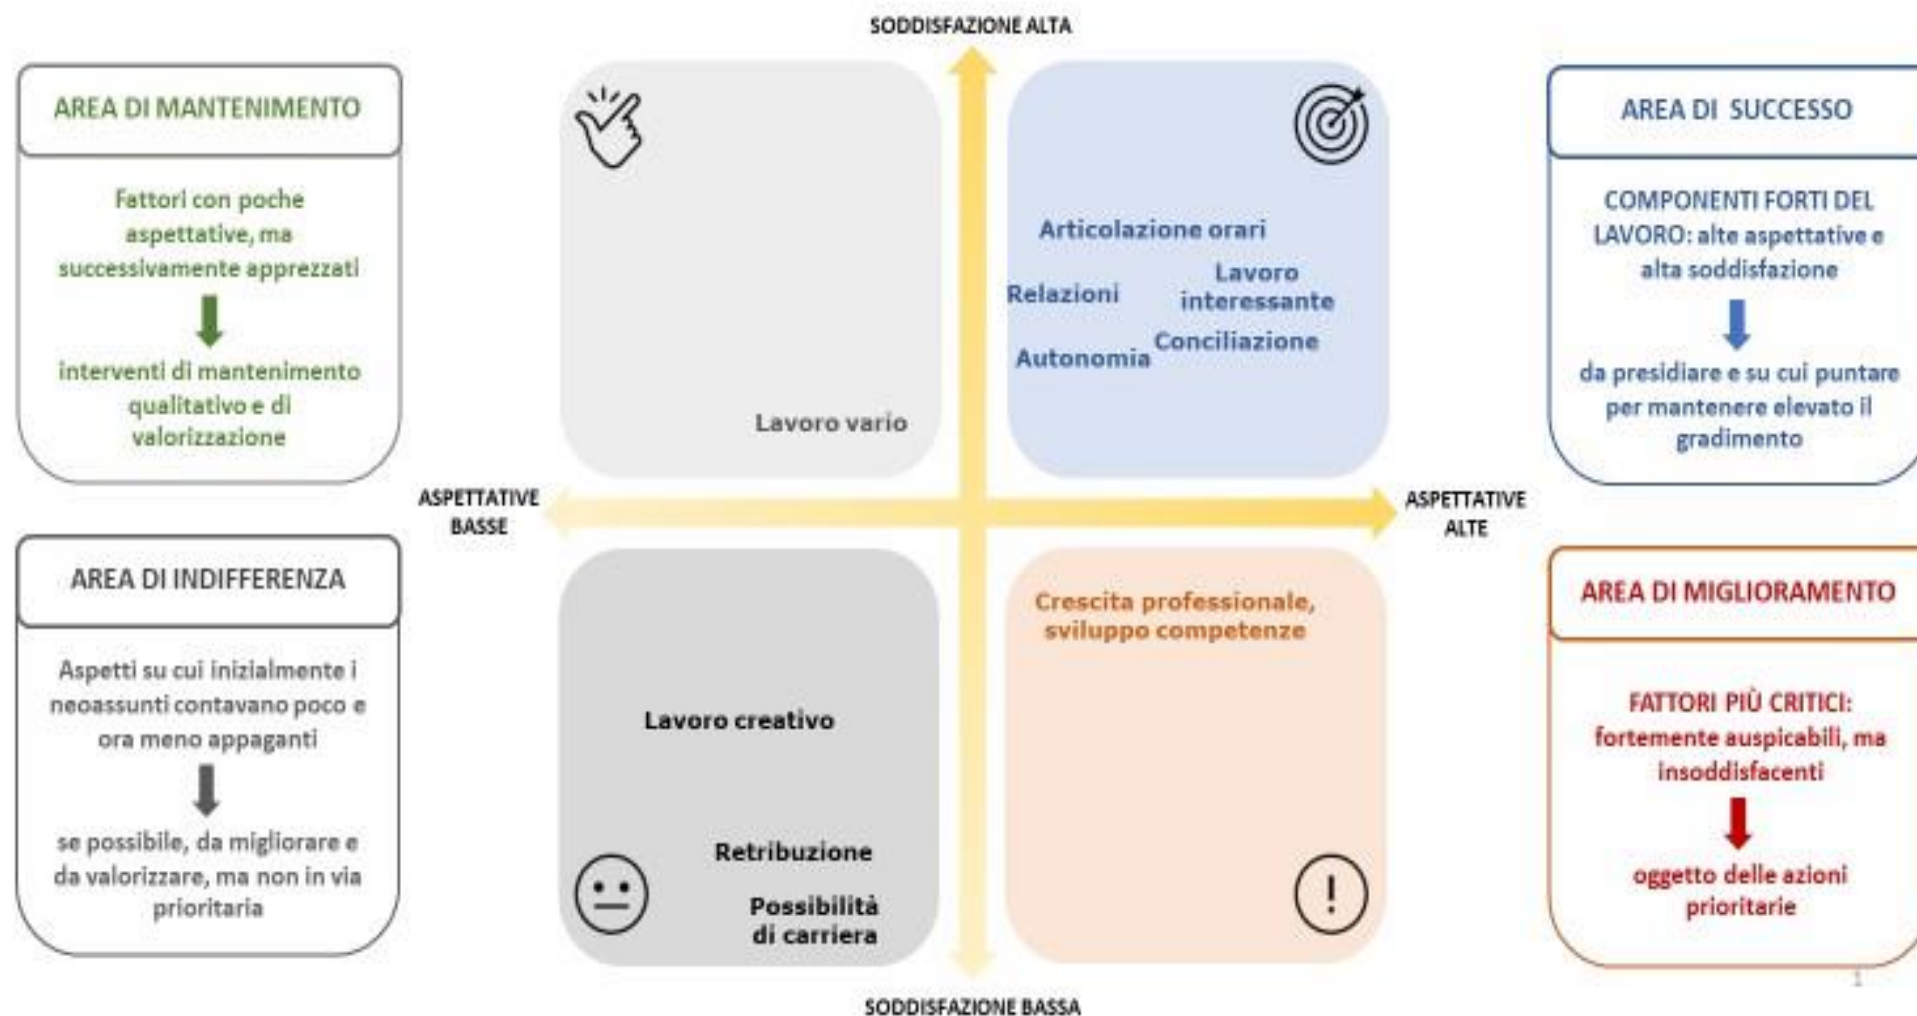 SODDISFAZIONE ALTA
AREA DI MANTENIMENTO
Fattori con poche
aspettative, ma
successivamente apprezzati
interventi di mantenimento
qualitativo e di
valorizzazione
Lavoro vario
Articolazione orari
Lavoro
interessante
Relazioni
Conciliazione
Autonomia
AREA DI SUCCESSO
COMPONENTI FORTI DEL
LAVORO: alte aspettative e
alta soddisfazione
da presidiare e su cui puntare
per mantenere elevato il
gradimento
ASPETTATIVE
BASSE
ASPETTATIVE
ALTE
AREA DI INDIFFERENZA
Aspetti su cui inizialmente i
neoassunti contavano poco e
ora meno appaganti
se possibile, da migliorare e
da valorizzare, ma non in via
prioritaria
Lavoro creativo
Retribuzione
Possibilità
di carriera
Crescita professionale,
sviluppo competenze
!
AREA DI MIGLIORAMENTO
FATTORI PIÙ CRITICI:
fortemente auspicabili, ma
insoddisfacenti
oggetto delle azioni
prioritarie
1
SODDISFAZIONE BASSA